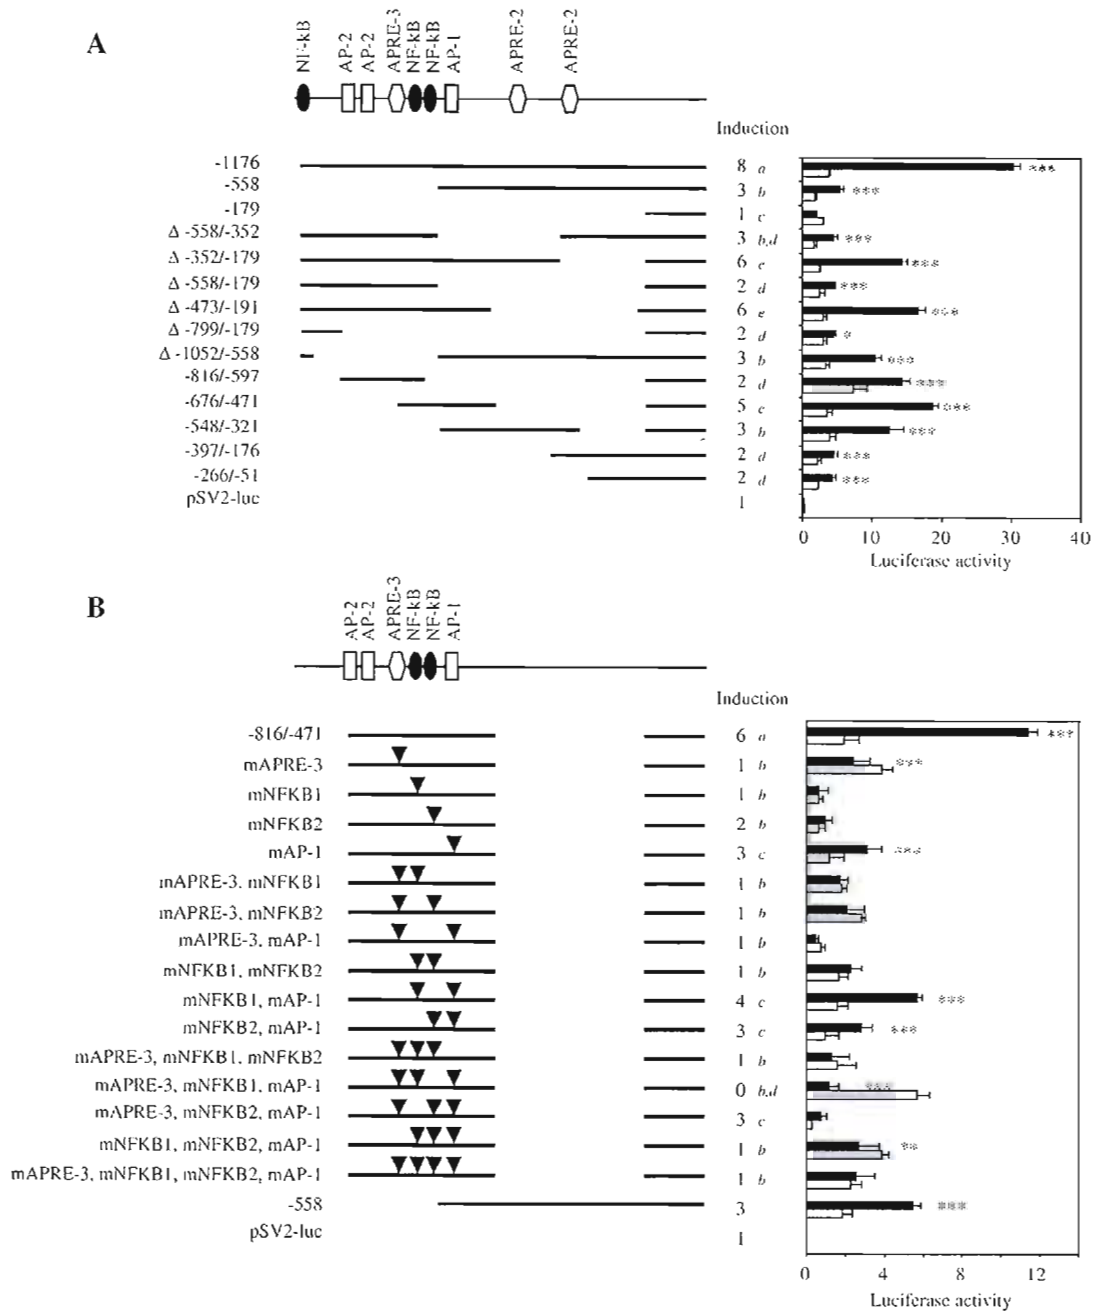 A
NF-kB AP-2 AP-2 APRE-3 NF-kB NF-kB AP-1 APRE-2 APRE-2
Induction
-1176 8 a ***
-558 3 b ***
-179 1 c
Δ -558/-352 3 b,d ***
Δ -352/-179 6 e ***
Δ -558/-179 2 d ***
Δ -473/-191 6 e ***
Δ -799/-179 2 d *
Δ -1052/-558 3 b ***
-816/-597 2 d ***
-676/-471 5 e ***
-548/-321 3 b ***
-397/-176 2 d ***
-266/-51 2 d ***
pSV2-luc 1
0 10 20 30 40
Luciferase activity
B
AP-2 AP-2 APRE-3 NF-kB NF-kB AP-1
Induction
-816/-471 6 a ***
mAPRE-3 1 b ***
mNFKB1 1 b
mNFKB2 2 b
mAP-1 3 c ***
mAPRE-3, mNFKB1 1 b
mAPRE-3, mNFKB2 1 b
mAPRE-3, mAP-1 1 b
mNFKB1, mNFKB2 1 b
mNFKB1, mAP-1 4 c ***
mNFKB2, mAP-1 3 c ***
mAPRE-3, mNFKB1, mNFKB2 1 b
mAPRE-3, mNFKB1, mAP-1 0 b,d ***
mAPRE-3, mNFKB2, mAP-1 3 c
mNFKB1, mNFKB2, mAP-1 1 b **
mAPRE-3, mNFKB1, mNFKB2, mAP-1 1 b
-558 3 ***
pSV2-luc 1
0 4 8 12
Luciferase activity